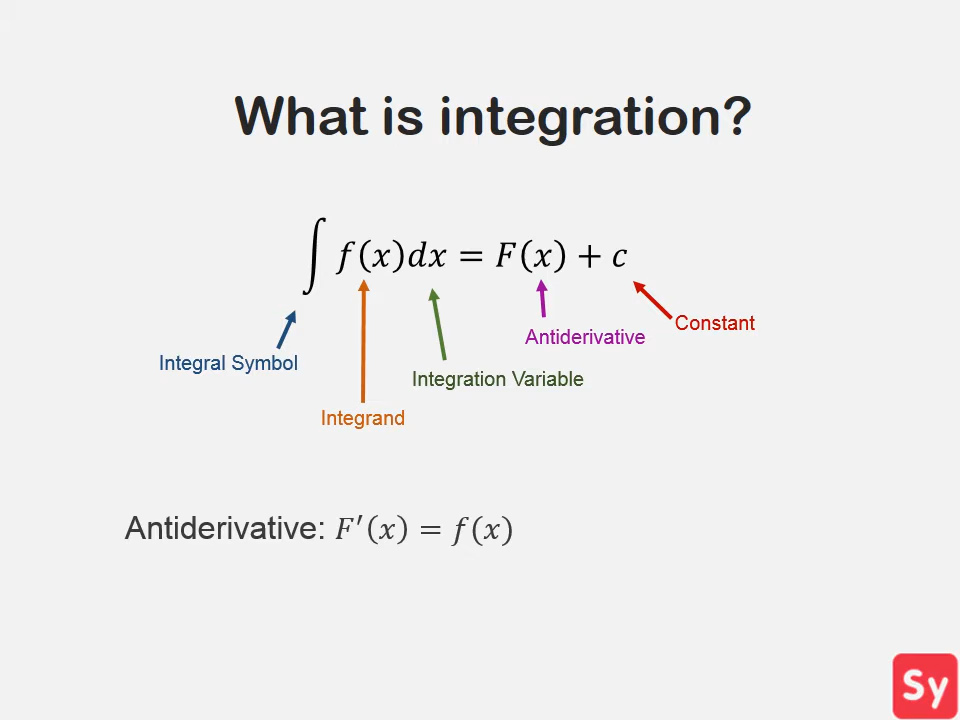 What is integration?
∫ f(x)dx = F(x) + c
Constant
Antiderivative
Integral Symbol
Integration Variable
Integrand
Antiderivative: F′(x) = f(x)
Sy